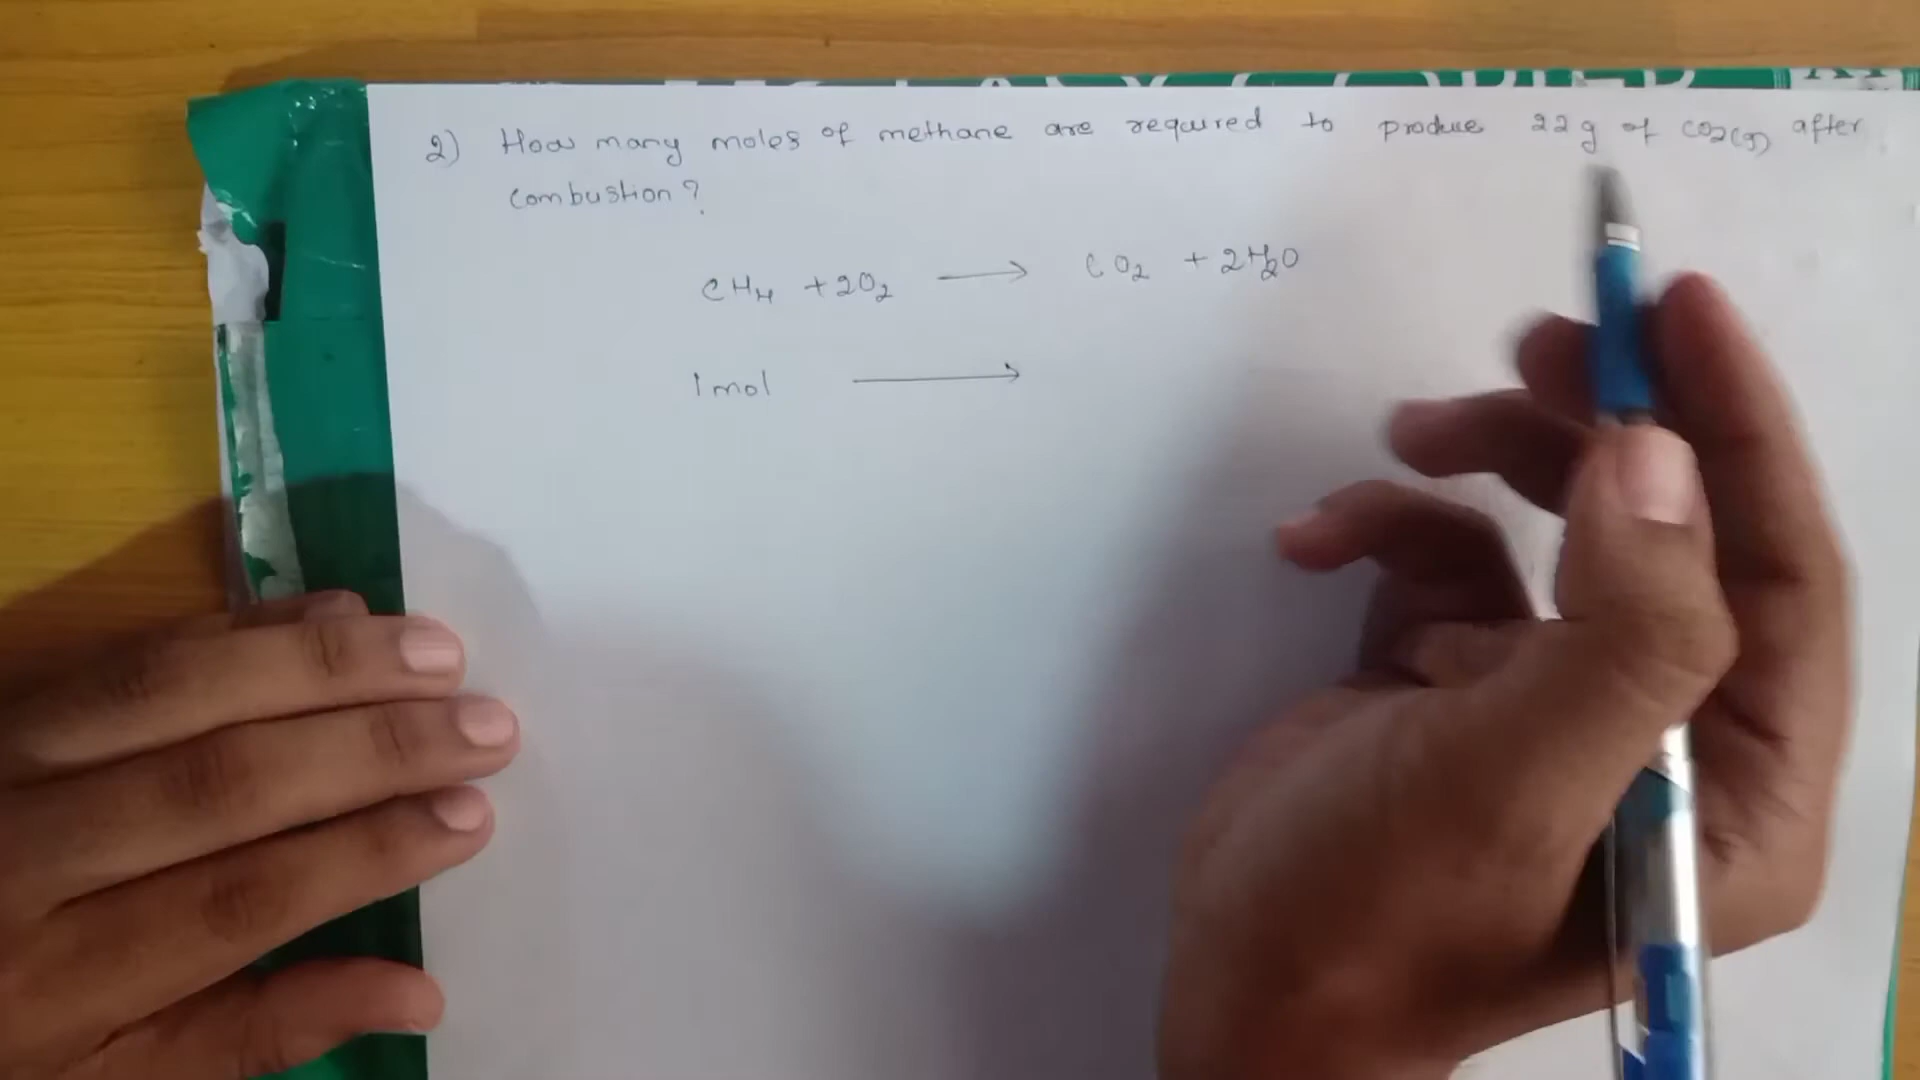 2) How many moles of methane are required to produce 22g of CO2(g) after
combustion?
CH4 + 2O2 ⟶ CO2 + 2H2O
1 mol ⟶